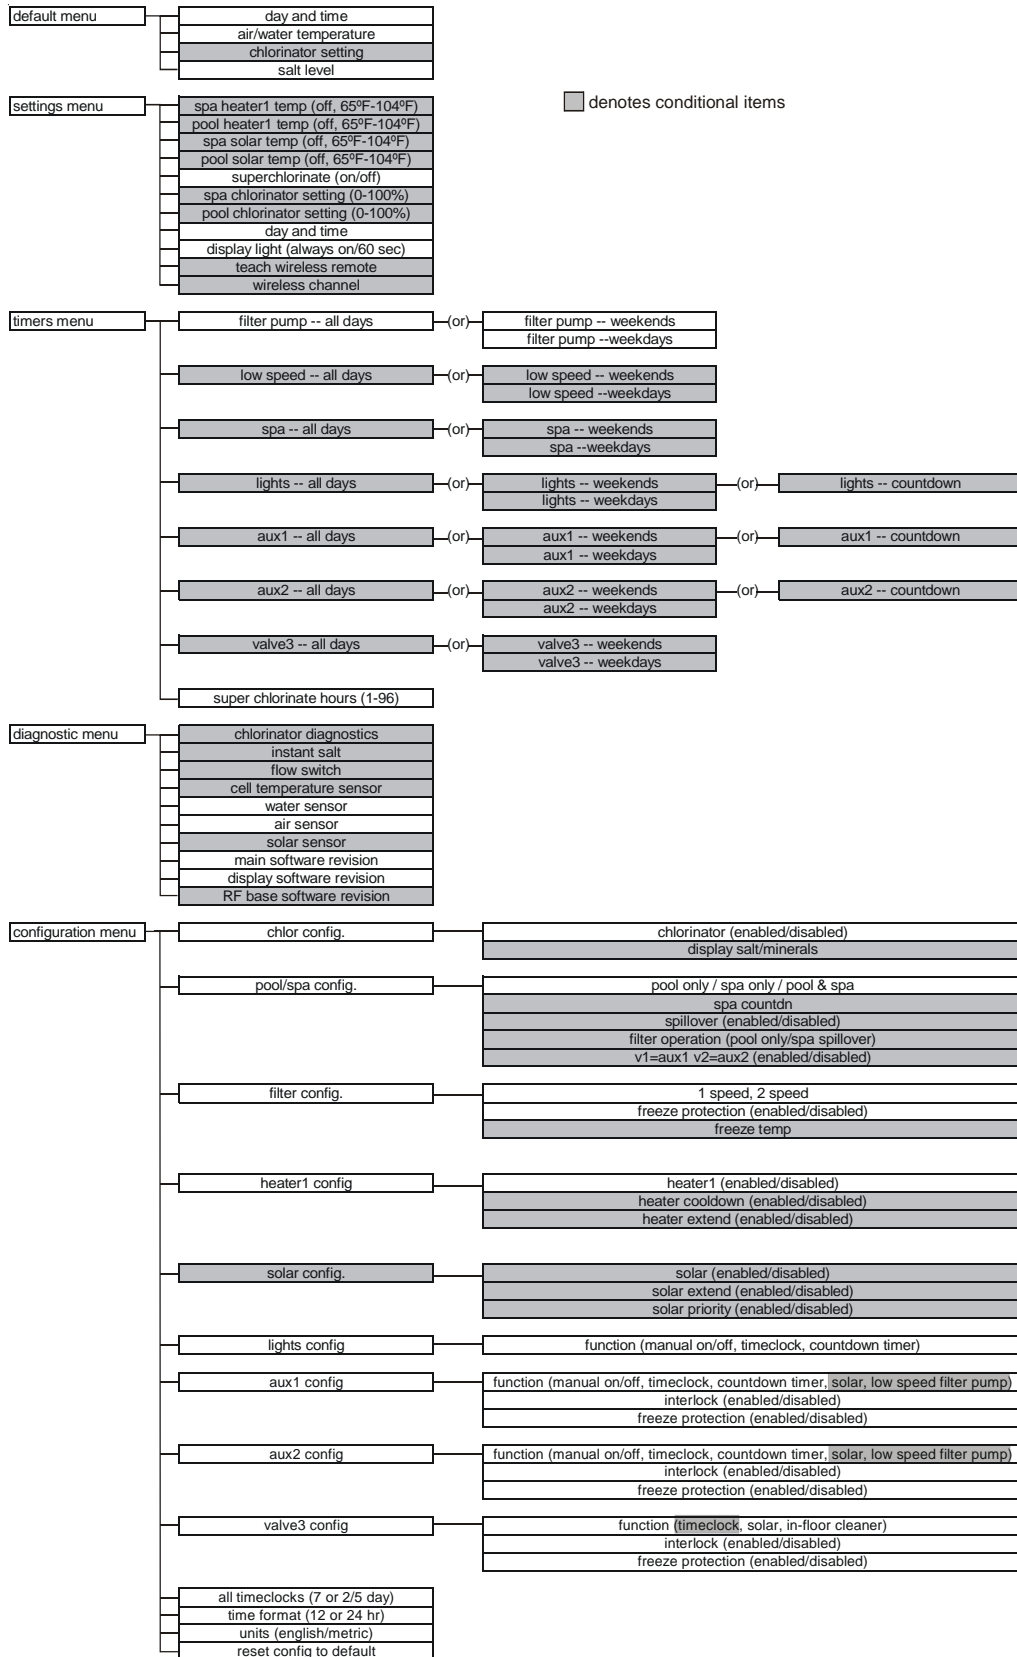 default menu
day and time
air/water temperature
chlorinator setting
salt level
settings menu
spa heater1 temp (off, 65ºF-104ºF)
denotes conditional items
pool heater1 temp (off, 65ºF-104ºF)
spa solar temp (off, 65ºF-104ºF)
pool solar temp (off, 65ºF-104ºF)
superchlorinate (on/off)
spa chlorinator setting (0-100%)
pool chlorinator setting (0-100%)
day and time
display light (always on/60 sec)
teach wireless remote
wireless channel
timers menu
filter pump -- all days (or) filter pump -- weekends
filter pump --weekdays
low speed -- all days (or) low speed -- weekends
low speed --weekdays
spa -- all days (or) spa -- weekends
spa --weekdays
lights -- all days (or) lights -- weekends (or) lights -- countdown
lights -- weekdays
aux1 -- all days (or) aux1 -- weekends (or) aux1 -- countdown
aux1 -- weekdays
aux2 -- all days (or) aux2 -- weekends (or) aux2 -- countdown
aux2 -- weekdays
valve3 -- all days (or) valve3 -- weekends
valve3 -- weekdays
super chlorinate hours (1-96)
diagnostic menu
chlorinator diagnostics
instant salt
flow switch
cell temperature sensor
water sensor
air sensor
solar sensor
main software revision
display software revision
RF base software revision
configuration menu
chlor config.
chlorinator (enabled/disabled)
display salt/minerals
pool/spa config.
pool only / spa only / pool & spa
spa countdn
spillover (enabled/disabled)
filter operation (pool only/spa spillover)
v1=aux1 v2=aux2 (enabled/disabled)
filter config.
1 speed, 2 speed
freeze protection (enabled/disabled)
freeze temp
heater1 config
heater1 (enabled/disabled)
heater cooldown (enabled/disabled)
heater extend (enabled/disabled)
solar config.
solar (enabled/disabled)
solar extend (enabled/disabled)
solar priority (enabled/disabled)
lights config
function (manual on/off, timeclock, countdown timer)
aux1 config
function (manual on/off, timeclock, countdown timer, solar, low speed filter pump)
interlock (enabled/disabled)
freeze protection (enabled/disabled)
aux2 config
function (manual on/off, timeclock, countdown timer, solar, low speed filter pump)
interlock (enabled/disabled)
freeze protection (enabled/disabled)
valve3 config
function (timeclock, solar, in-floor cleaner)
interlock (enabled/disabled)
freeze protection (enabled/disabled)
all timeclocks (7 or 2/5 day)
time format (12 or 24 hr)
units (english/metric)
reset config to default